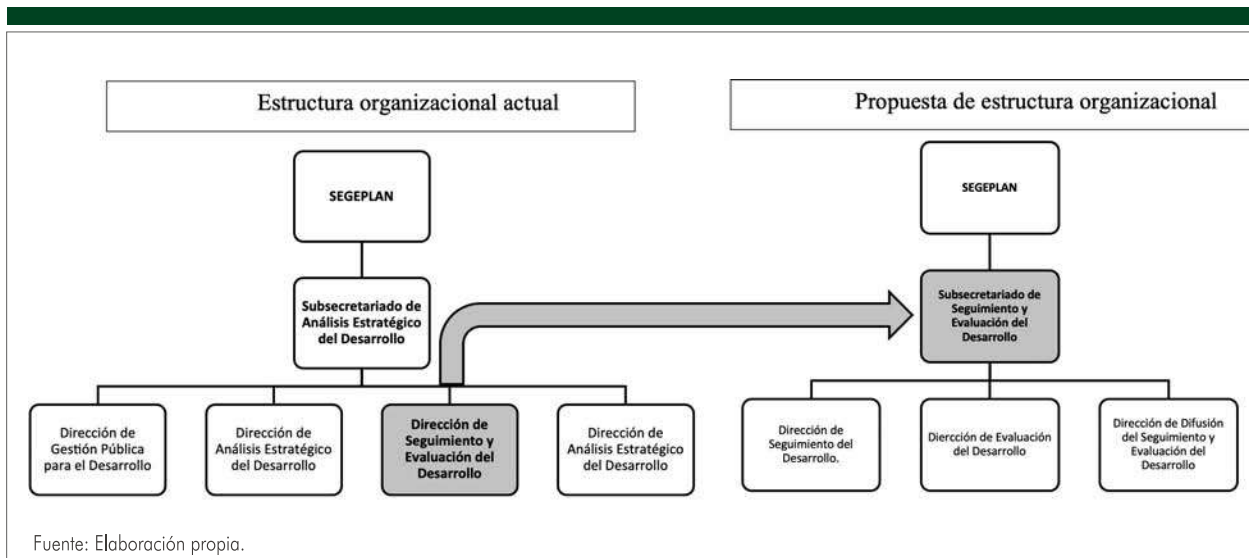 Estructura organizacional actual
SEGEPLAN
Subsecretariado de
Análisis Estratégico
del Desarrollo
Dirección de
Gestión Pública
para el Desarrollo
Dirección de
Análisis Estratégico
del Desarrollo
Dirección de
Seguimiento y
Evaluación del
Desarrollo
Dirección de
Análisis Estratégico
del Desarrollo
Propuesta de estructura organizacional
SEGEPLAN
Subsecretariado de
Seguimiento y
Evaluación del
Desarrollo
Dirección de
Seguimiento del
Desarrollo.
Diercción de Evaluación
del Desarrollo
Dirección de Difusión
del Seguimiento y
Evaluación del
Desarrollo
Fuente: Elaboración propia.